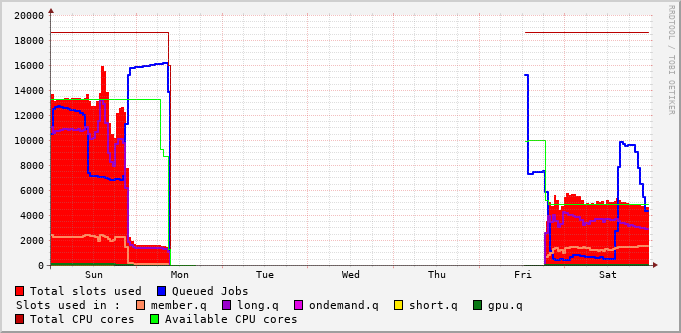 RRDTOOL / TOBI OETIKER
20000
18000
16000
14000
12000
10000
8000
6000
4000
2000
0
Sun Mon Tue Wed Thu Fri Sat
Total slots used Queued Jobs
Slots used in : member.q long.q ondemand.q short.q gpu.q
Total CPU cores Available CPU cores